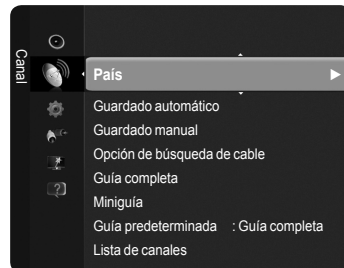 Canal
País
Guardado automático
Guardado manual
Opción de búsqueda de cable
Guía completa
Miniguía
Guía predeterminada : Guía completa
Lista de canales